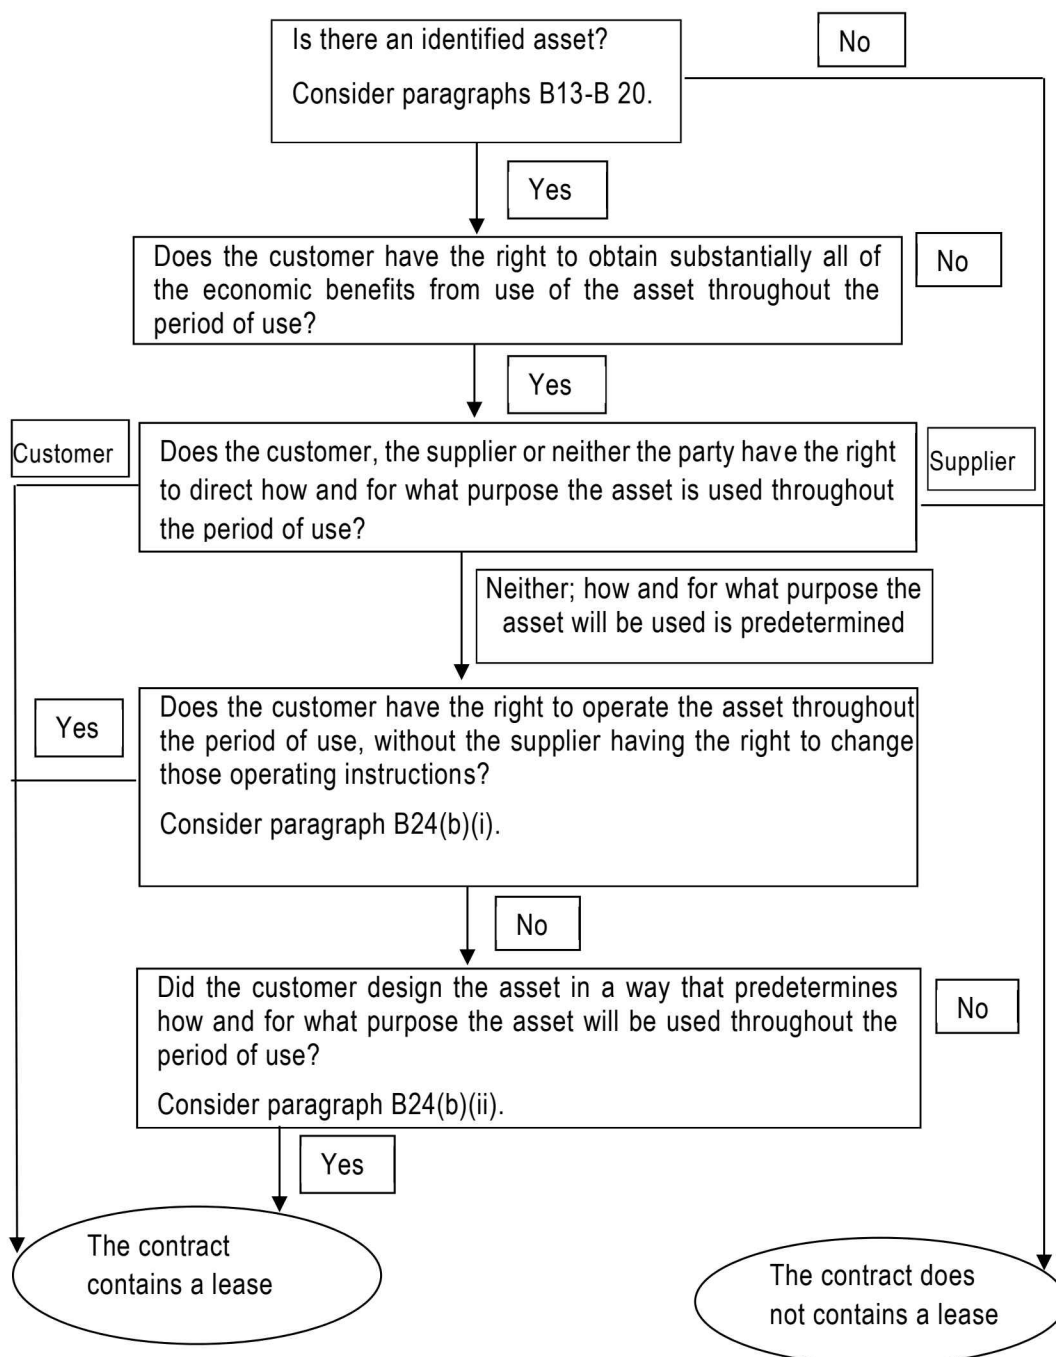 Is there an identified asset?
No
Consider paragraphs B13-B 20.
Yes
Does the customer have the right to obtain substantially all of
the economic benefits from use of the asset throughout the
period of use?
No
Yes
Customer
Does the customer, the supplier or neither the party have the right
to direct how and for what purpose the asset is used throughout
the period of use?
Supplier
Neither; how and for what purpose the
asset will be used is predetermined
Yes
Does the customer have the right to operate the asset throughout
the period of use, without the supplier having the right to change
those operating instructions?
Consider paragraph B24(b)(i).
No
Did the customer design the asset in a way that predetermines
how and for what purpose the asset will be used throughout the
period of use?
Consider paragraph B24(b)(ii).
No
Yes
The contract
contains a lease
The contract does
not contains a lease